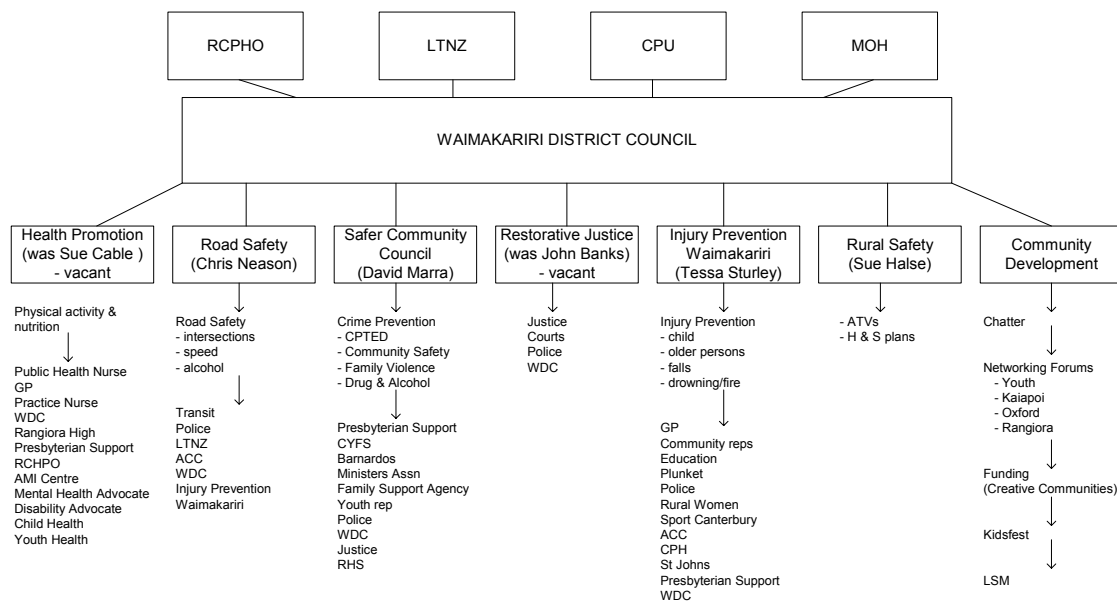 RCPHO
LTNZ
CPU
MOH
WAIMAKARIRI DISTRICT COUNCIL
Health Promotion
(was Sue Cable )
- vacant
Road Safety
(Chris Neason)
Safer Community
Council
(David Marra)
Restorative Justice
(was John Banks)
- vacant
Injury Prevention
Waimakariri
(Tessa Sturley)
Rural Safety
(Sue Halse)
Community
Development
Physical activity &
nutrition
Public Health Nurse
GP
Practice Nurse
WDC
Rangiora High
Presbyterian Support
RCHPO
AMI Centre
Mental Health Advocate
Disability Advocate
Child Health
Youth Health
Road Safety
- intersections
- speed
- alcohol
Transit
Police
LTNZ
ACC
WDC
Injury Prevention
Waimakariri
Crime Prevention
- CPTED
- Community Safety
- Family Violence
- Drug & Alcohol
Presbyterian Support
CYFS
Barnardos
Ministers Assn
Family Support Agency
Youth rep
Police
WDC
Justice
RHS
Justice
Courts
Police
WDC
Injury Prevention
- child
- older persons
- falls
- drowning/fire
GP
Community reps
Education
Plunket
Police
Rural Women
Sport Canterbury
ACC
CPH
St Johns
Presbyterian Support
WDC
- ATVs
- H & S plans
Chatter
Networking Forums
- Youth
- Kaiapoi
- Oxford
- Rangiora
Funding
(Creative Communities)
Kidsfest
LSM